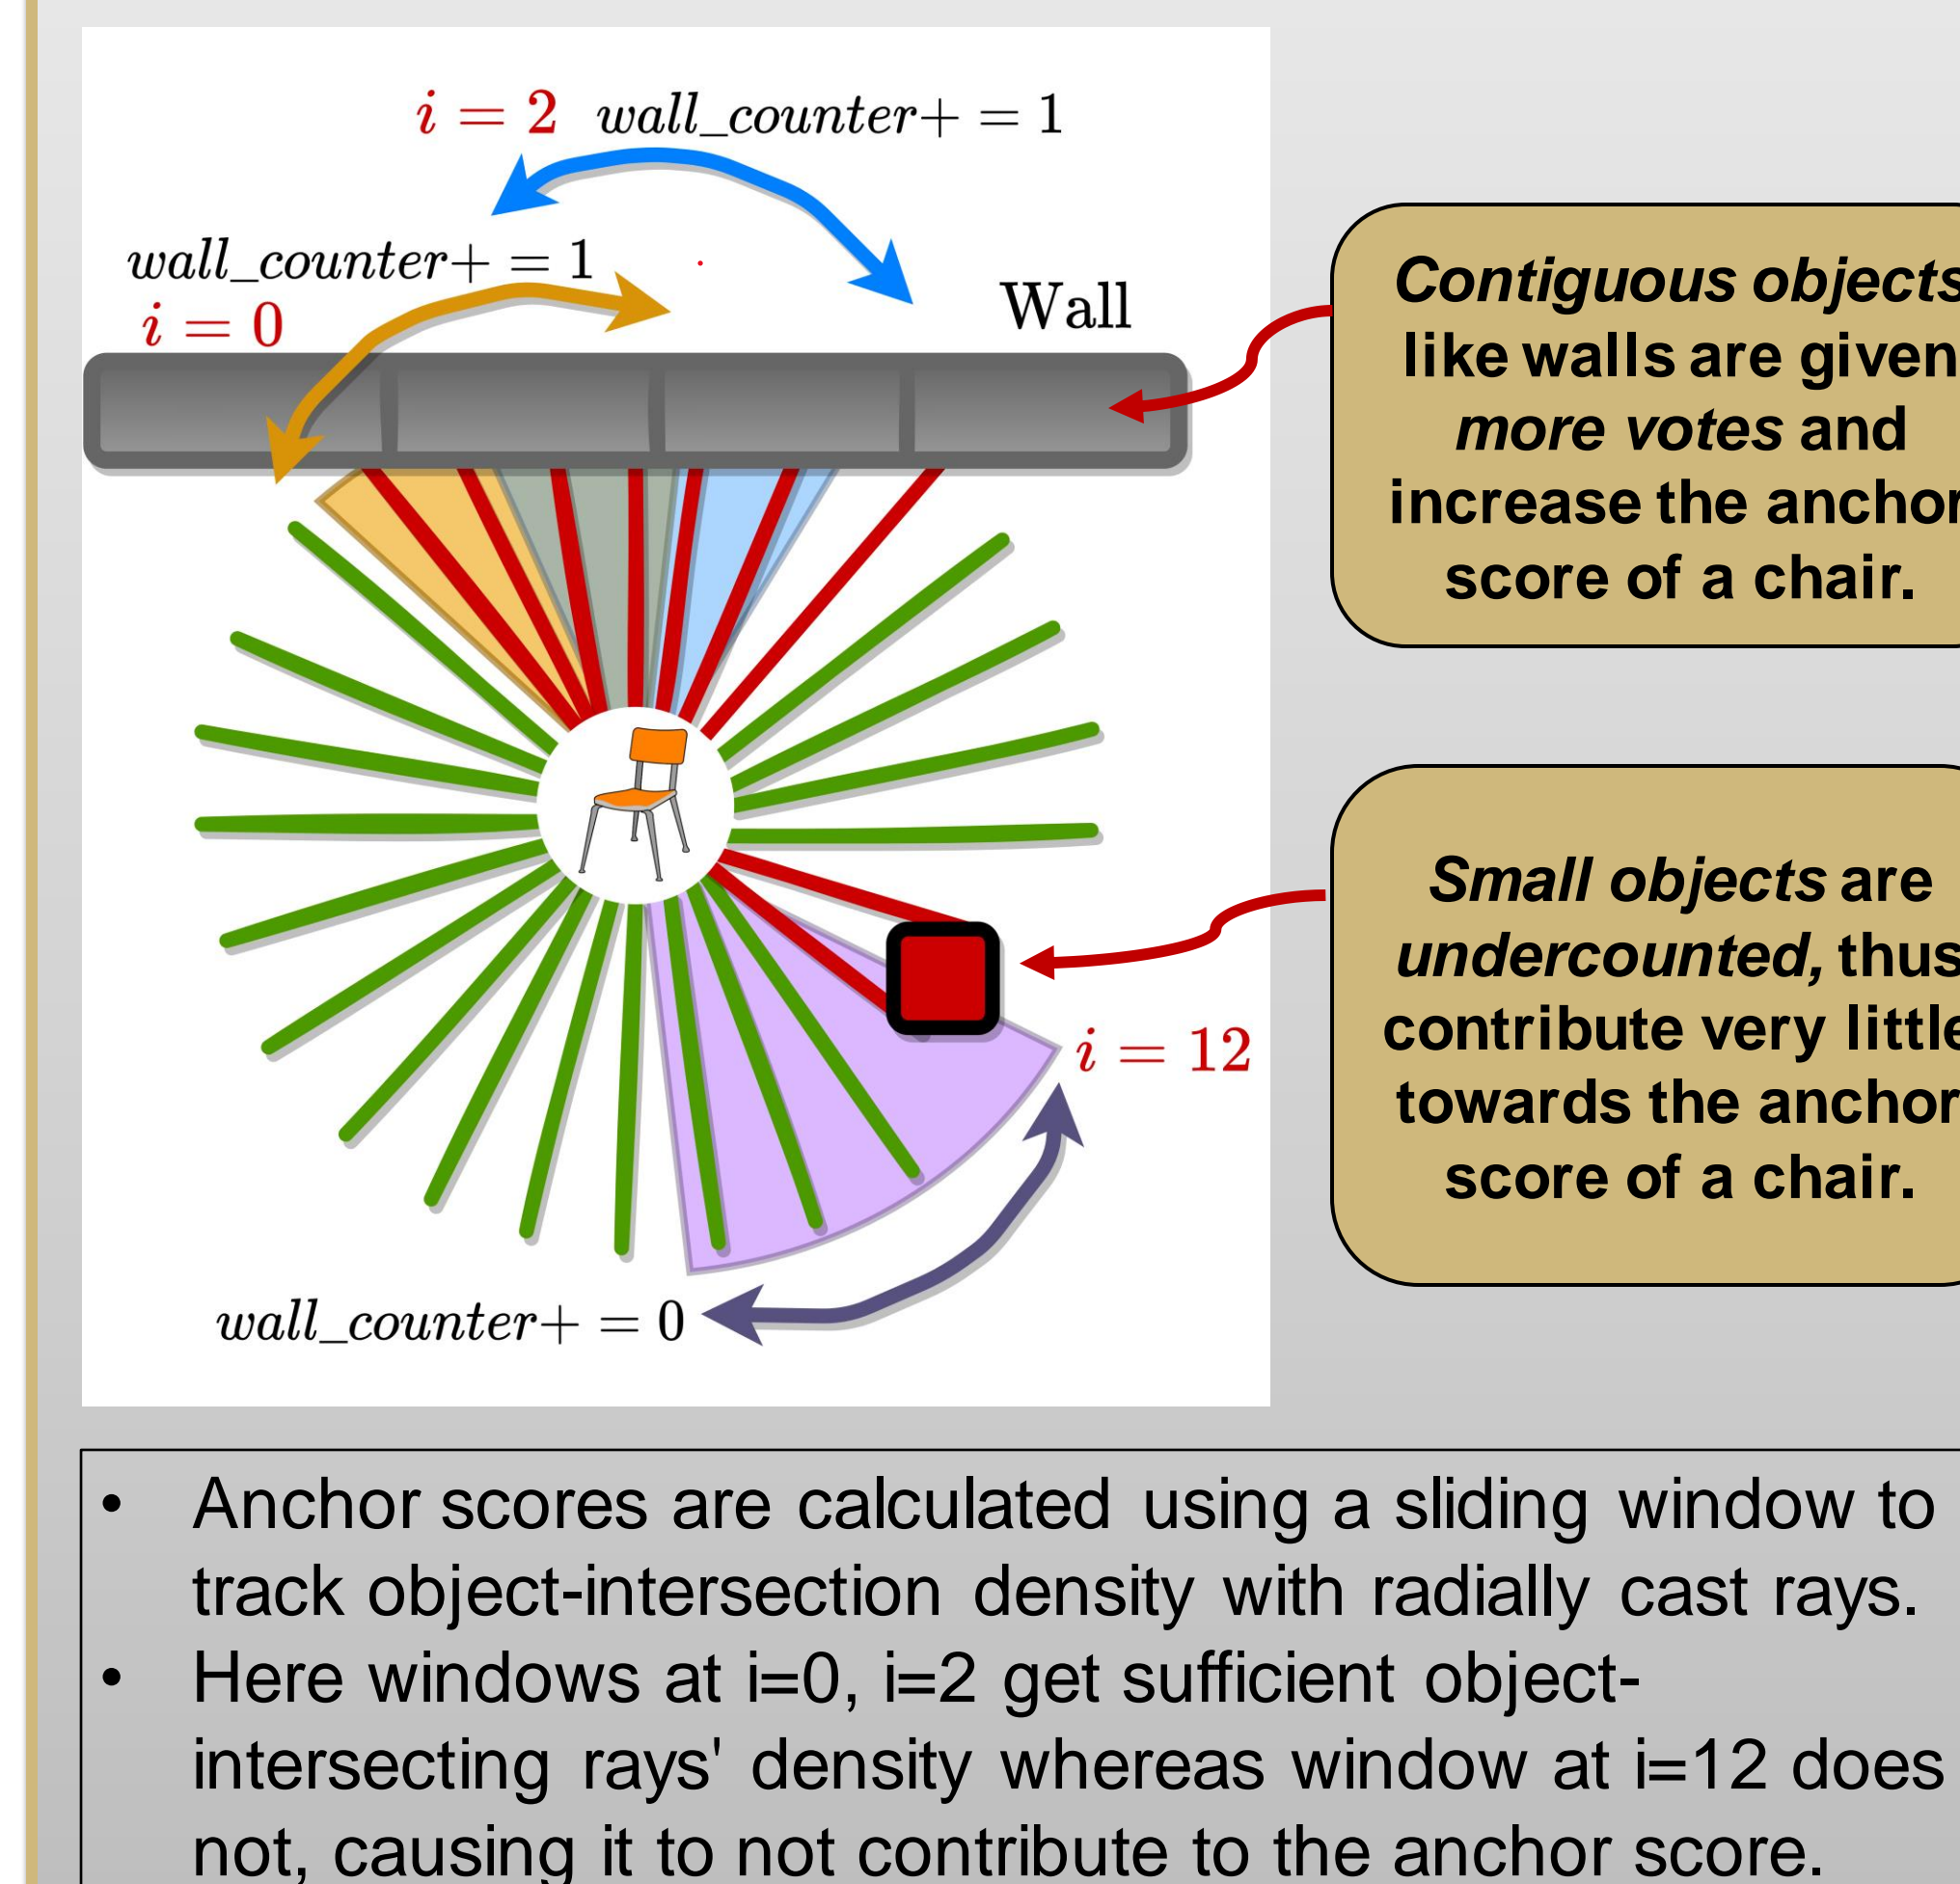 i = 2 wall_counter+ = 1
wall_counter+ = 1
i = 0
Wall
Contiguous objects
like walls are given
more votes and
increase the anchor
score of a chair.
Small objects are
undercounted, thus
contribute very little
towards the anchor
score of a chair.
i = 12
wall_counter+ = 0
• Anchor scores are calculated using a sliding window to
track object-intersection density with radially cast rays.
• Here windows at i=0, i=2 get sufficient object-
intersecting rays' density whereas window at i=12 does
not, causing it to not contribute to the anchor score.